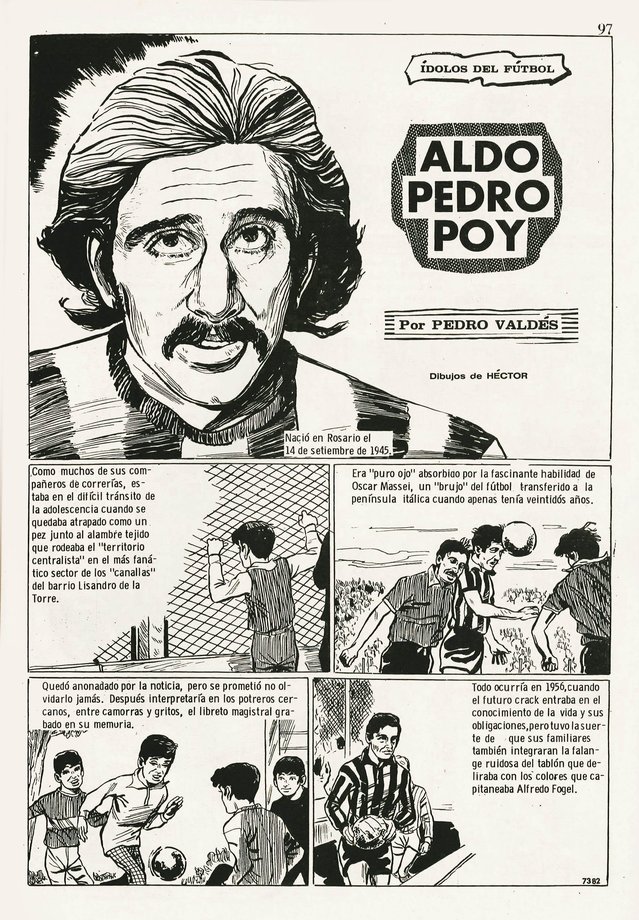 97
ÍDOLOS DEL FÚTBOL
ALDO
PEDRO
POY
Por PEDRO VALDÉS
Dibujos de HÉCTOR
Nació en Rosario el
14 de setiembre de 1945.
Como muchos de sus com-
pañeros de correrías, es-
taba en el difícil tránsito de
la adolescencia cuando se
quedaba atrapado como un
pez junto al alambre tejido
que rodeaba el "territorio
centralista" en el más faná-
tico sector de los "canallas"
del barrio Lisandro de la
Torre.
Era "puro ojo" absorbido por la fascinante habilidad de
Oscar Massei, un "brujo" del fútbol transferido a la
península itálica cuando apenas tenía veintidós años.
Quedó anonadado por la noticia, pero se prometió no ol-
vidarlo jamás. Después interpretaría en los potreros cer-
canos, entre camorras y gritos, el libreto magistral gra-
bado en su memuria.
Todo ocurría en 1956,cuando
el futuro crack entraba en el
conocimiento de la vida y sus
obligaciones,pero tuvo la suer-
te de que sus familiares
también integraran la falan-
ge ruidosa del tablón que de-
liraba con los colores que ca-
pitaneaba Alfredo Fogel.
7382